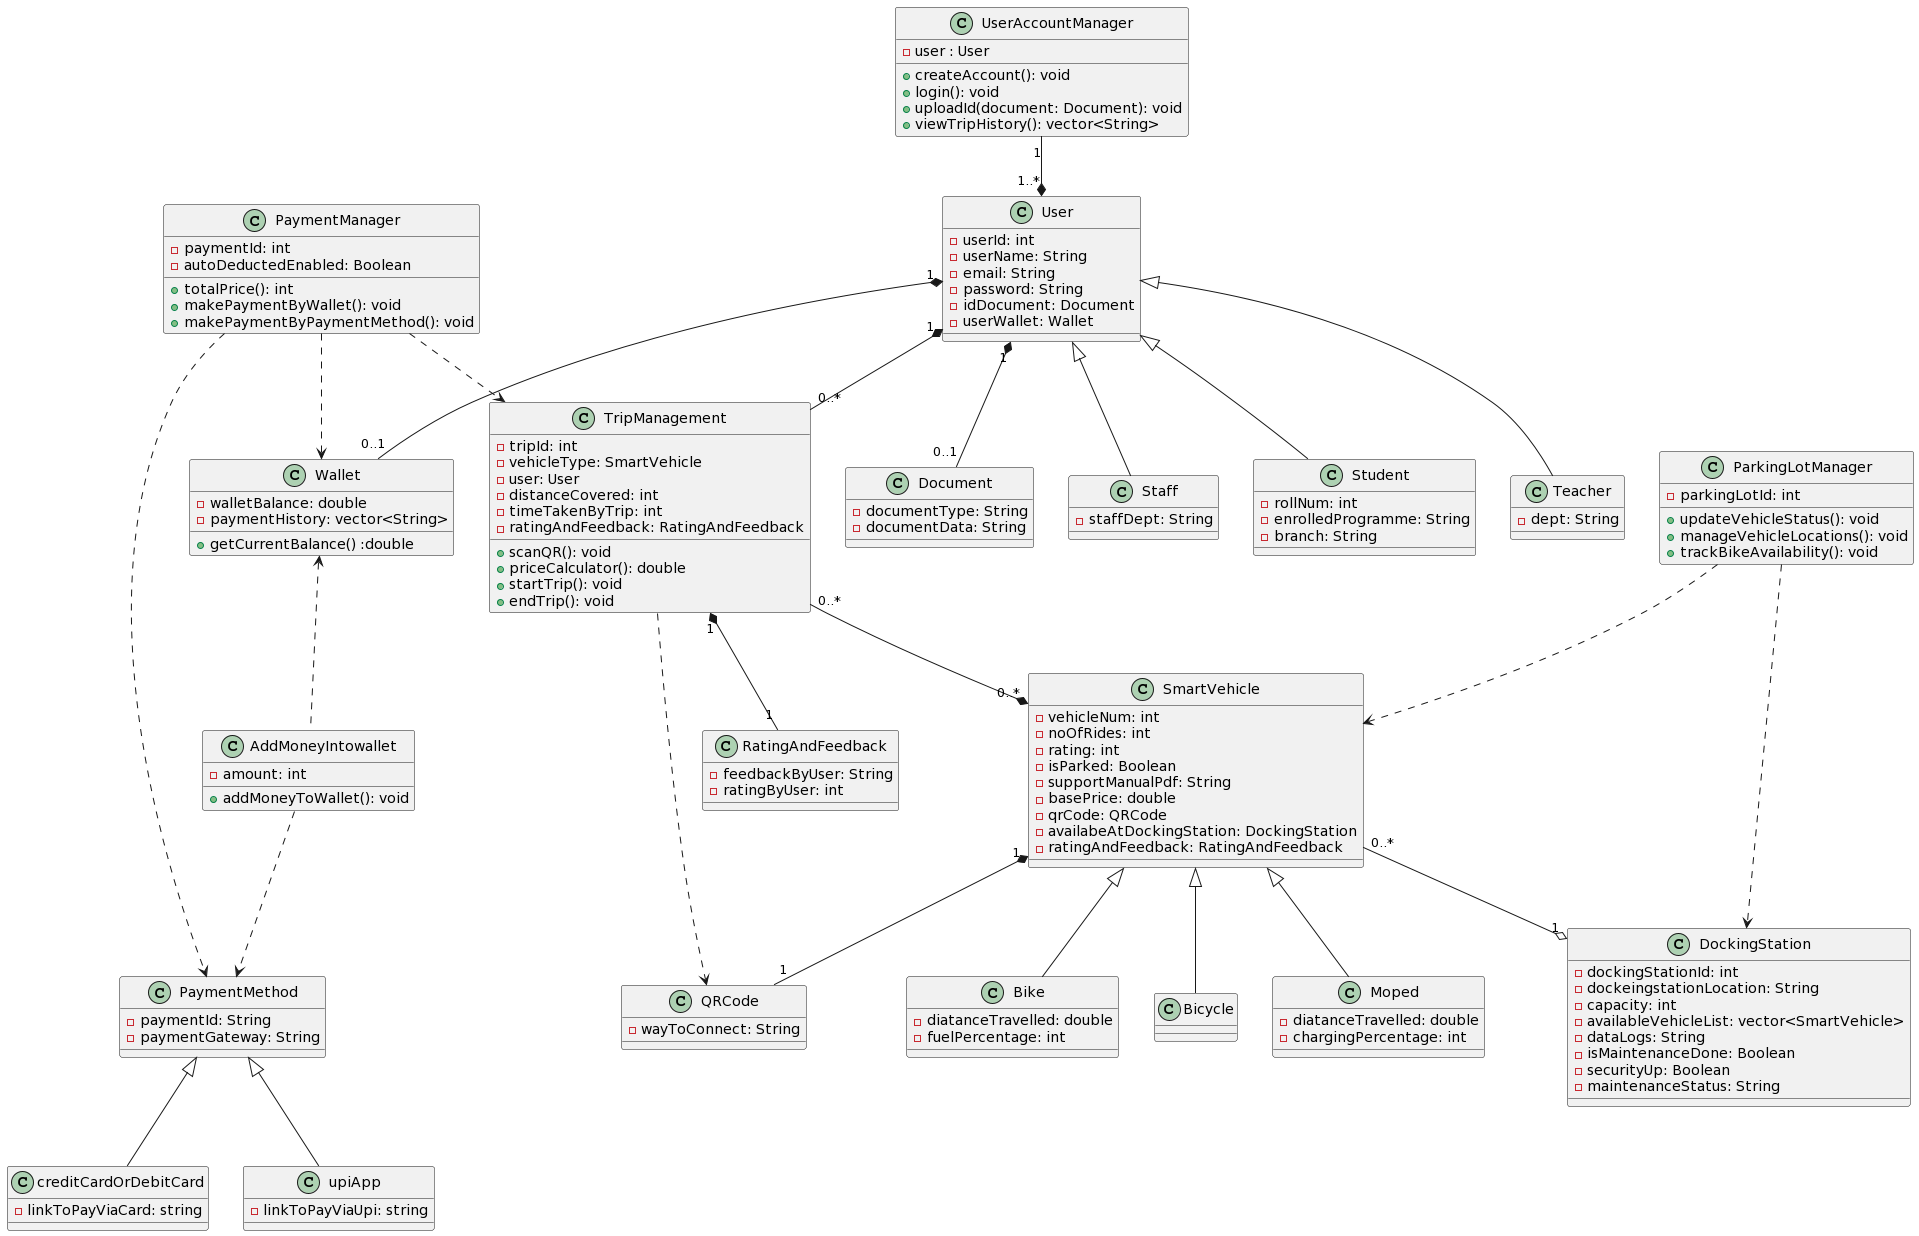 UserAccountManager
user : User
createAccount(): void
login(): void
uploadId(document: Document): void
viewTripHistory(): vector<String>
1
1..*
PaymentManager
paymentId: int
autoDeductedEnabled: Boolean
totalPrice(): int
makePaymentByWallet(): void
makePaymentByPaymentMethod(): void
User
userId: int
userName: String
email: String
password: String
idDocument: Document
userWallet: Wallet
1
1
1
0..*
0..1
0..1
TripManagement
tripId: int
vehicleType: SmartVehicle
user: User
distanceCovered: int
timeTakenByTrip: int
ratingAndFeedback: RatingAndFeedback
scanQR(): void
priceCalculator(): double
startTrip(): void
endTrip(): void
Wallet
walletBalance: double
paymentHistory: vector<String>
getCurrentBalance() :double
Document
documentType: String
documentData: String
Staff
staffDept: String
Student
rollNum: int
enrolledProgramme: String
branch: String
Teacher
dept: String
ParkingLotManager
parkingLotId: int
updateVehicleStatus(): void
manageVehicleLocations(): void
trackBikeAvailability(): void
0..*
1
0..*
1
AddMoneyIntowallet
amount: int
addMoneyToWallet(): void
RatingAndFeedback
feedbackByUser: String
ratingByUser: int
SmartVehicle
vehicleNum: int
noOfRides: int
rating: int
isParked: Boolean
supportManualPdf: String
basePrice: double
qrCode: QRCode
availabeAtDockingStation: DockingStation
ratingAndFeedback: RatingAndFeedback
1
0..*
1
1
PaymentMethod
paymentId: String
paymentGateway: String
QRCode
wayToConnect: String
Bike
diatanceTravelled: double
fuelPercentage: int
Bicycle
Moped
diatanceTravelled: double
chargingPercentage: int
DockingStation
dockingStationId: int
dockeingstationLocation: String
capacity: int
availableVehicleList: vector<SmartVehicle>
dataLogs: String
isMaintenanceDone: Boolean
securityUp: Boolean
maintenanceStatus: String
creditCardOrDebitCard
linkToPayViaCard: string
upiApp
linkToPayViaUpi: string